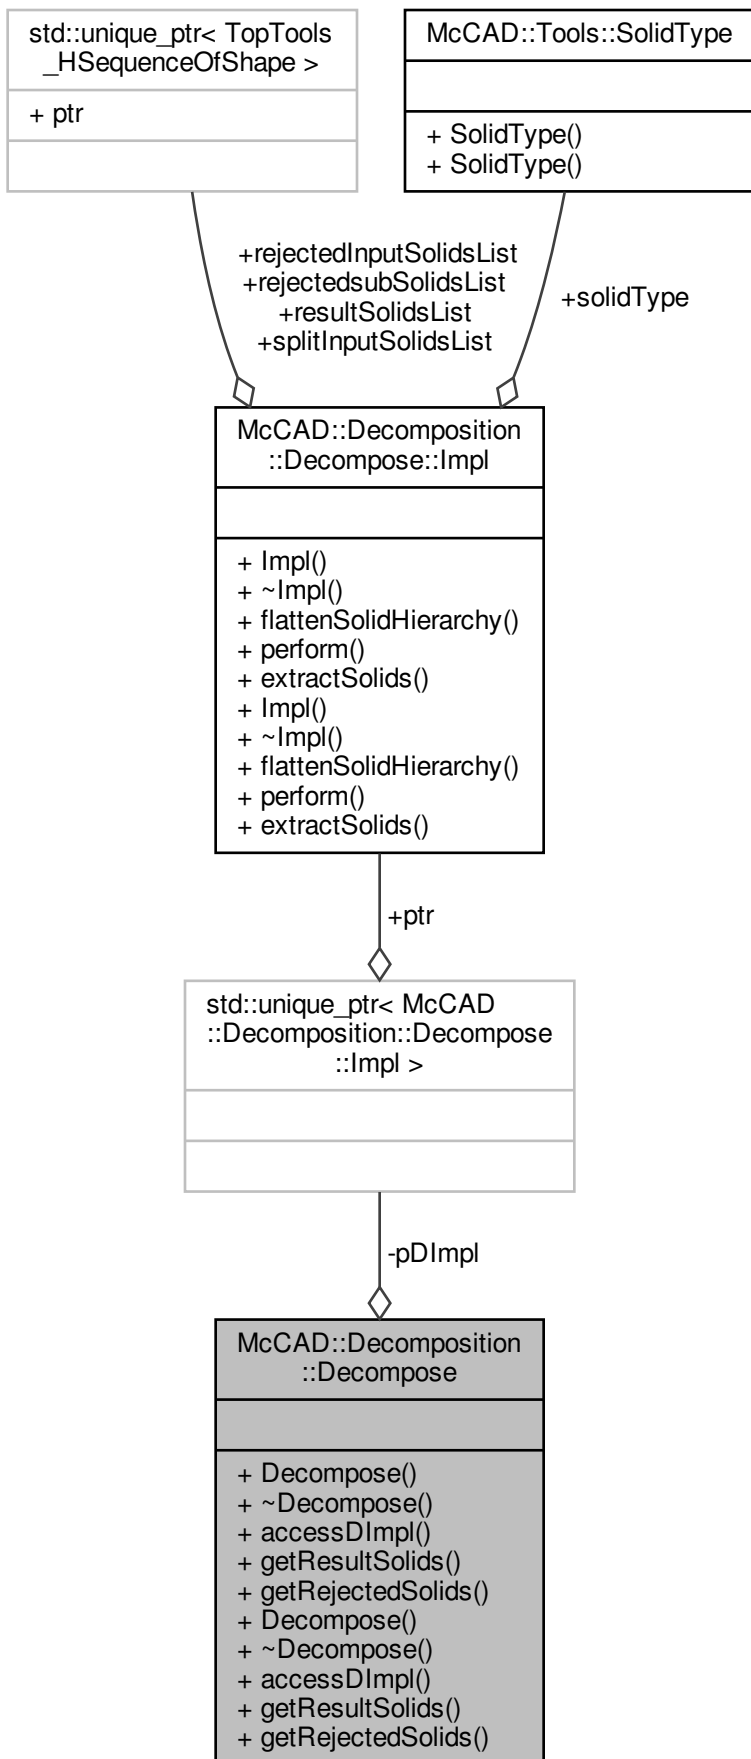 std::unique_ptr< TopTools
_HSequenceOfShape >
+ ptr
McCAD::Tools::SolidType
+ SolidType()
+ SolidType()
+rejectedInputSolidsList
+rejectedsubSolidsList
+resultSolidsList
+splitInputSolidsList
+solidType
McCAD::Decomposition
::Decompose::Impl
+ Impl()
+ ~Impl()
+ flattenSolidHierarchy()
+ perform()
+ extractSolids()
+ Impl()
+ ~Impl()
+ flattenSolidHierarchy()
+ perform()
+ extractSolids()
+ptr
std::unique_ptr< McCAD
::Decomposition::Decompose
::Impl >
-pDImpl
McCAD::Decomposition
::Decompose
+ Decompose()
+ ~Decompose()
+ accessDImpl()
+ getResultSolids()
+ getRejectedSolids()
+ Decompose()
+ ~Decompose()
+ accessDImpl()
+ getResultSolids()
+ getRejectedSolids()